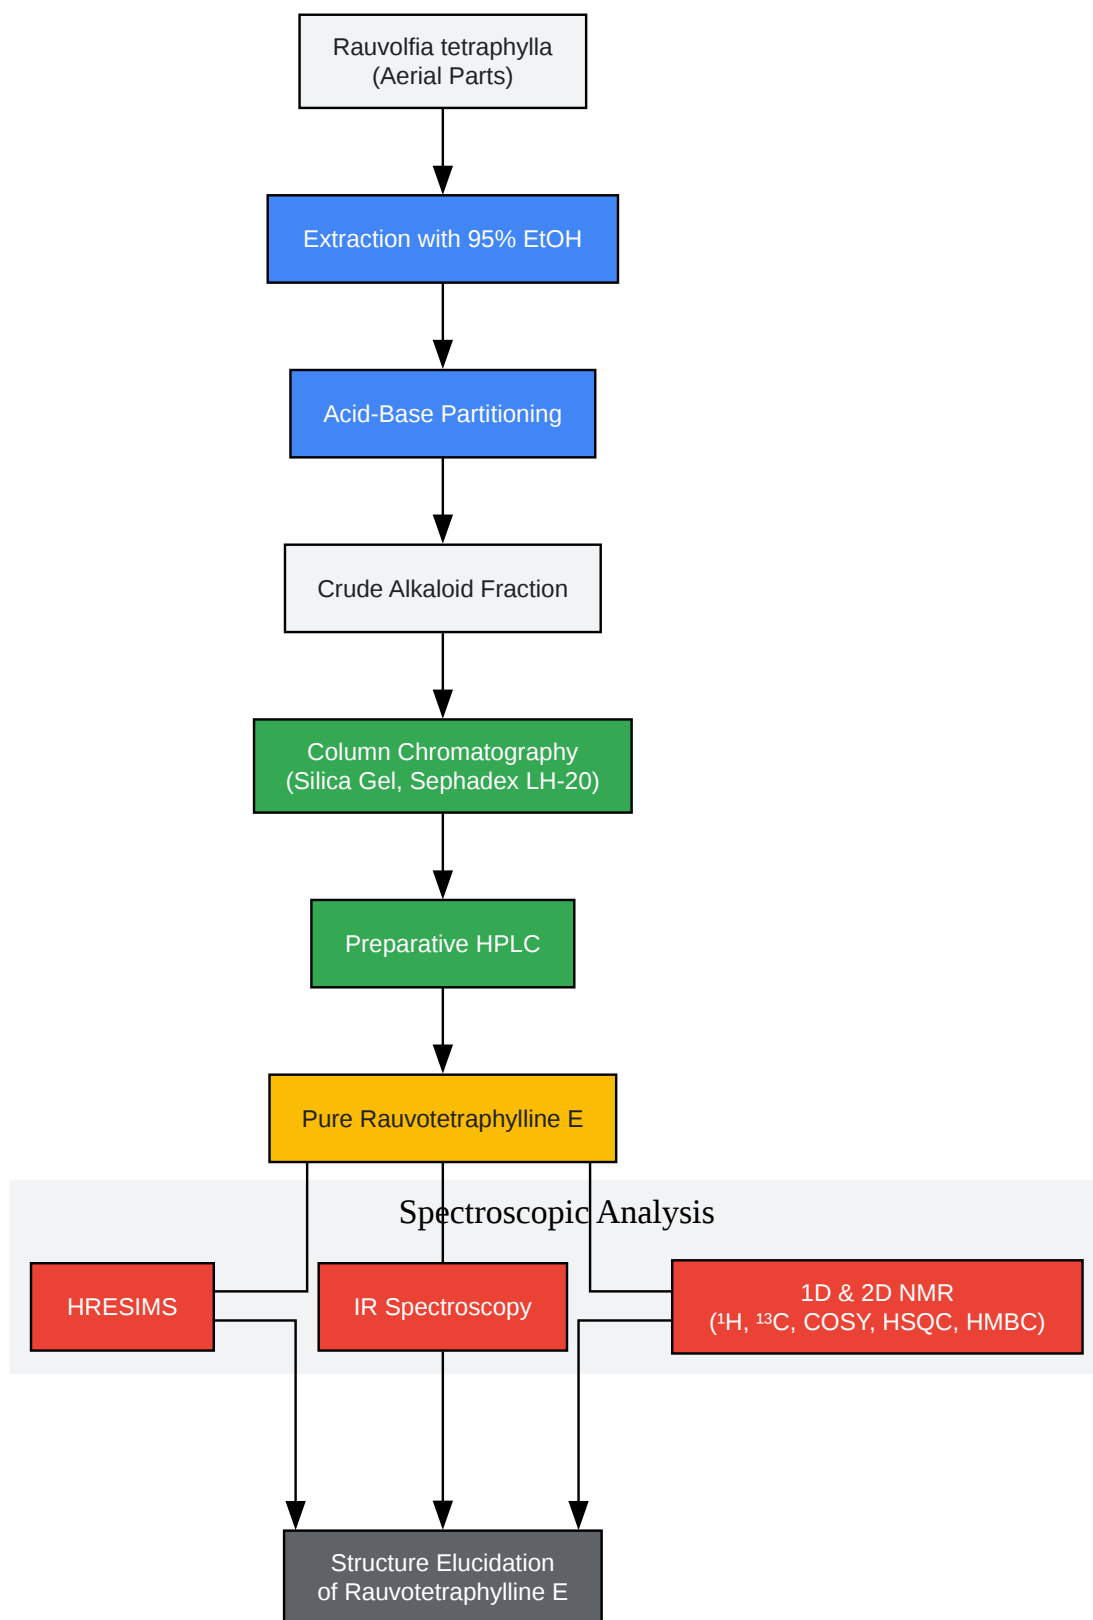 Rauvolfia tetraphylla
(Aerial Parts)
Extraction with 95% EtOH
Acid-Base Partitioning
Crude Alkaloid Fraction
Column Chromatography
(Silica Gel, Sephadex LH-20)
Preparative HPLC
Pure Rauvotetraphylline E
Spectroscopic Analysis
HRESIMS
IR Spectroscopy
1D & 2D NMR
(¹H, ¹³C, COSY, HSQC, HMBC)
Structure Elucidation
of Rauvotetraphylline E